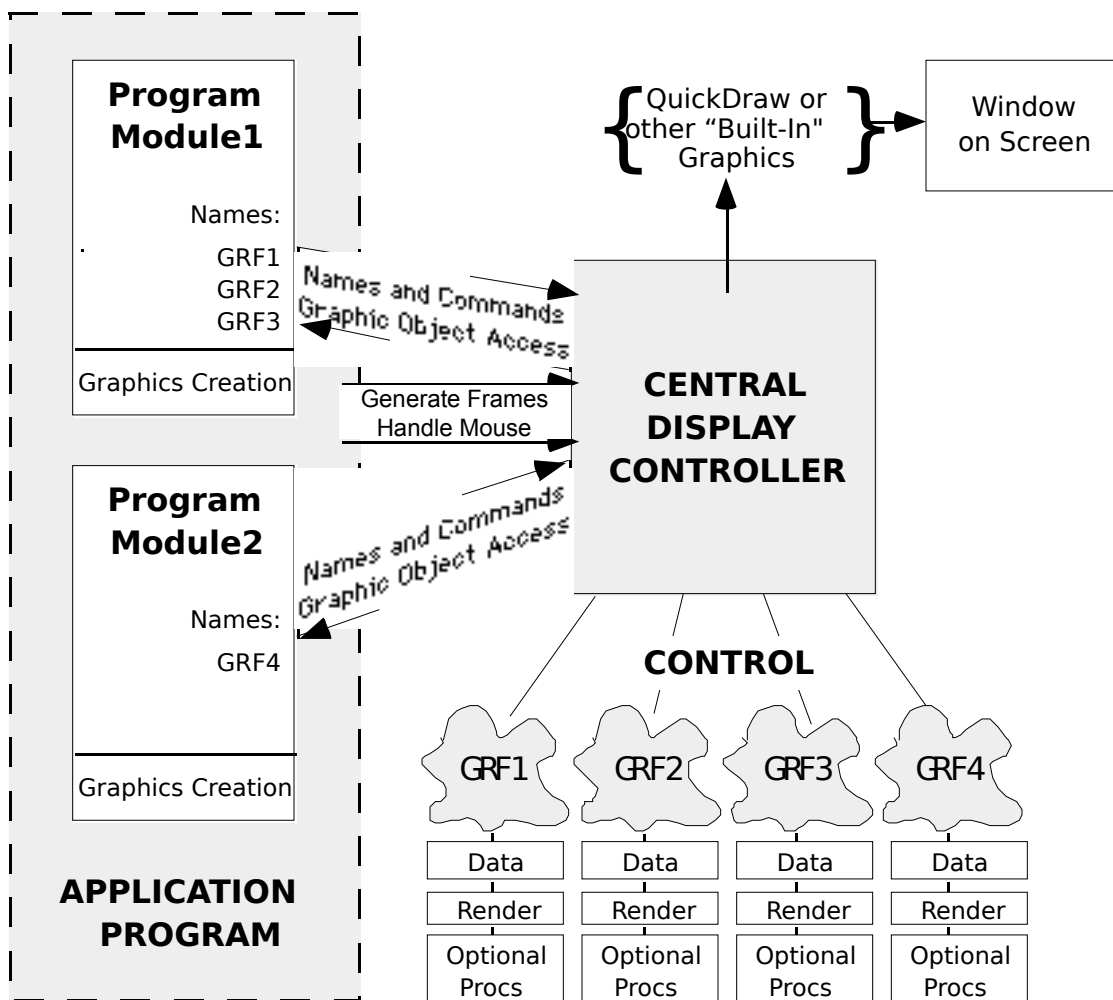 Program
Module1
Names:
GRF1
GRF2
GRF3
Graphics Creation
Program
Module2
Names:
GRF4
Graphics Creation
APPLICATION
PROGRAM
Names and Commands
Graphic Object Access
Generate Frames
Handle Mouse
Names and Commands
Graphic Object Access
{ QuickDraw or
other “Built-In"
Graphics }
Window
on Screen
CENTRAL
DISPLAY
CONTROLLER
CONTROL
GRF1 GRF2 GRF3 GRF4
Data Data Data Data
Render Render Render Render
Optional Optional Optional Optional
Procs Procs Procs Procs